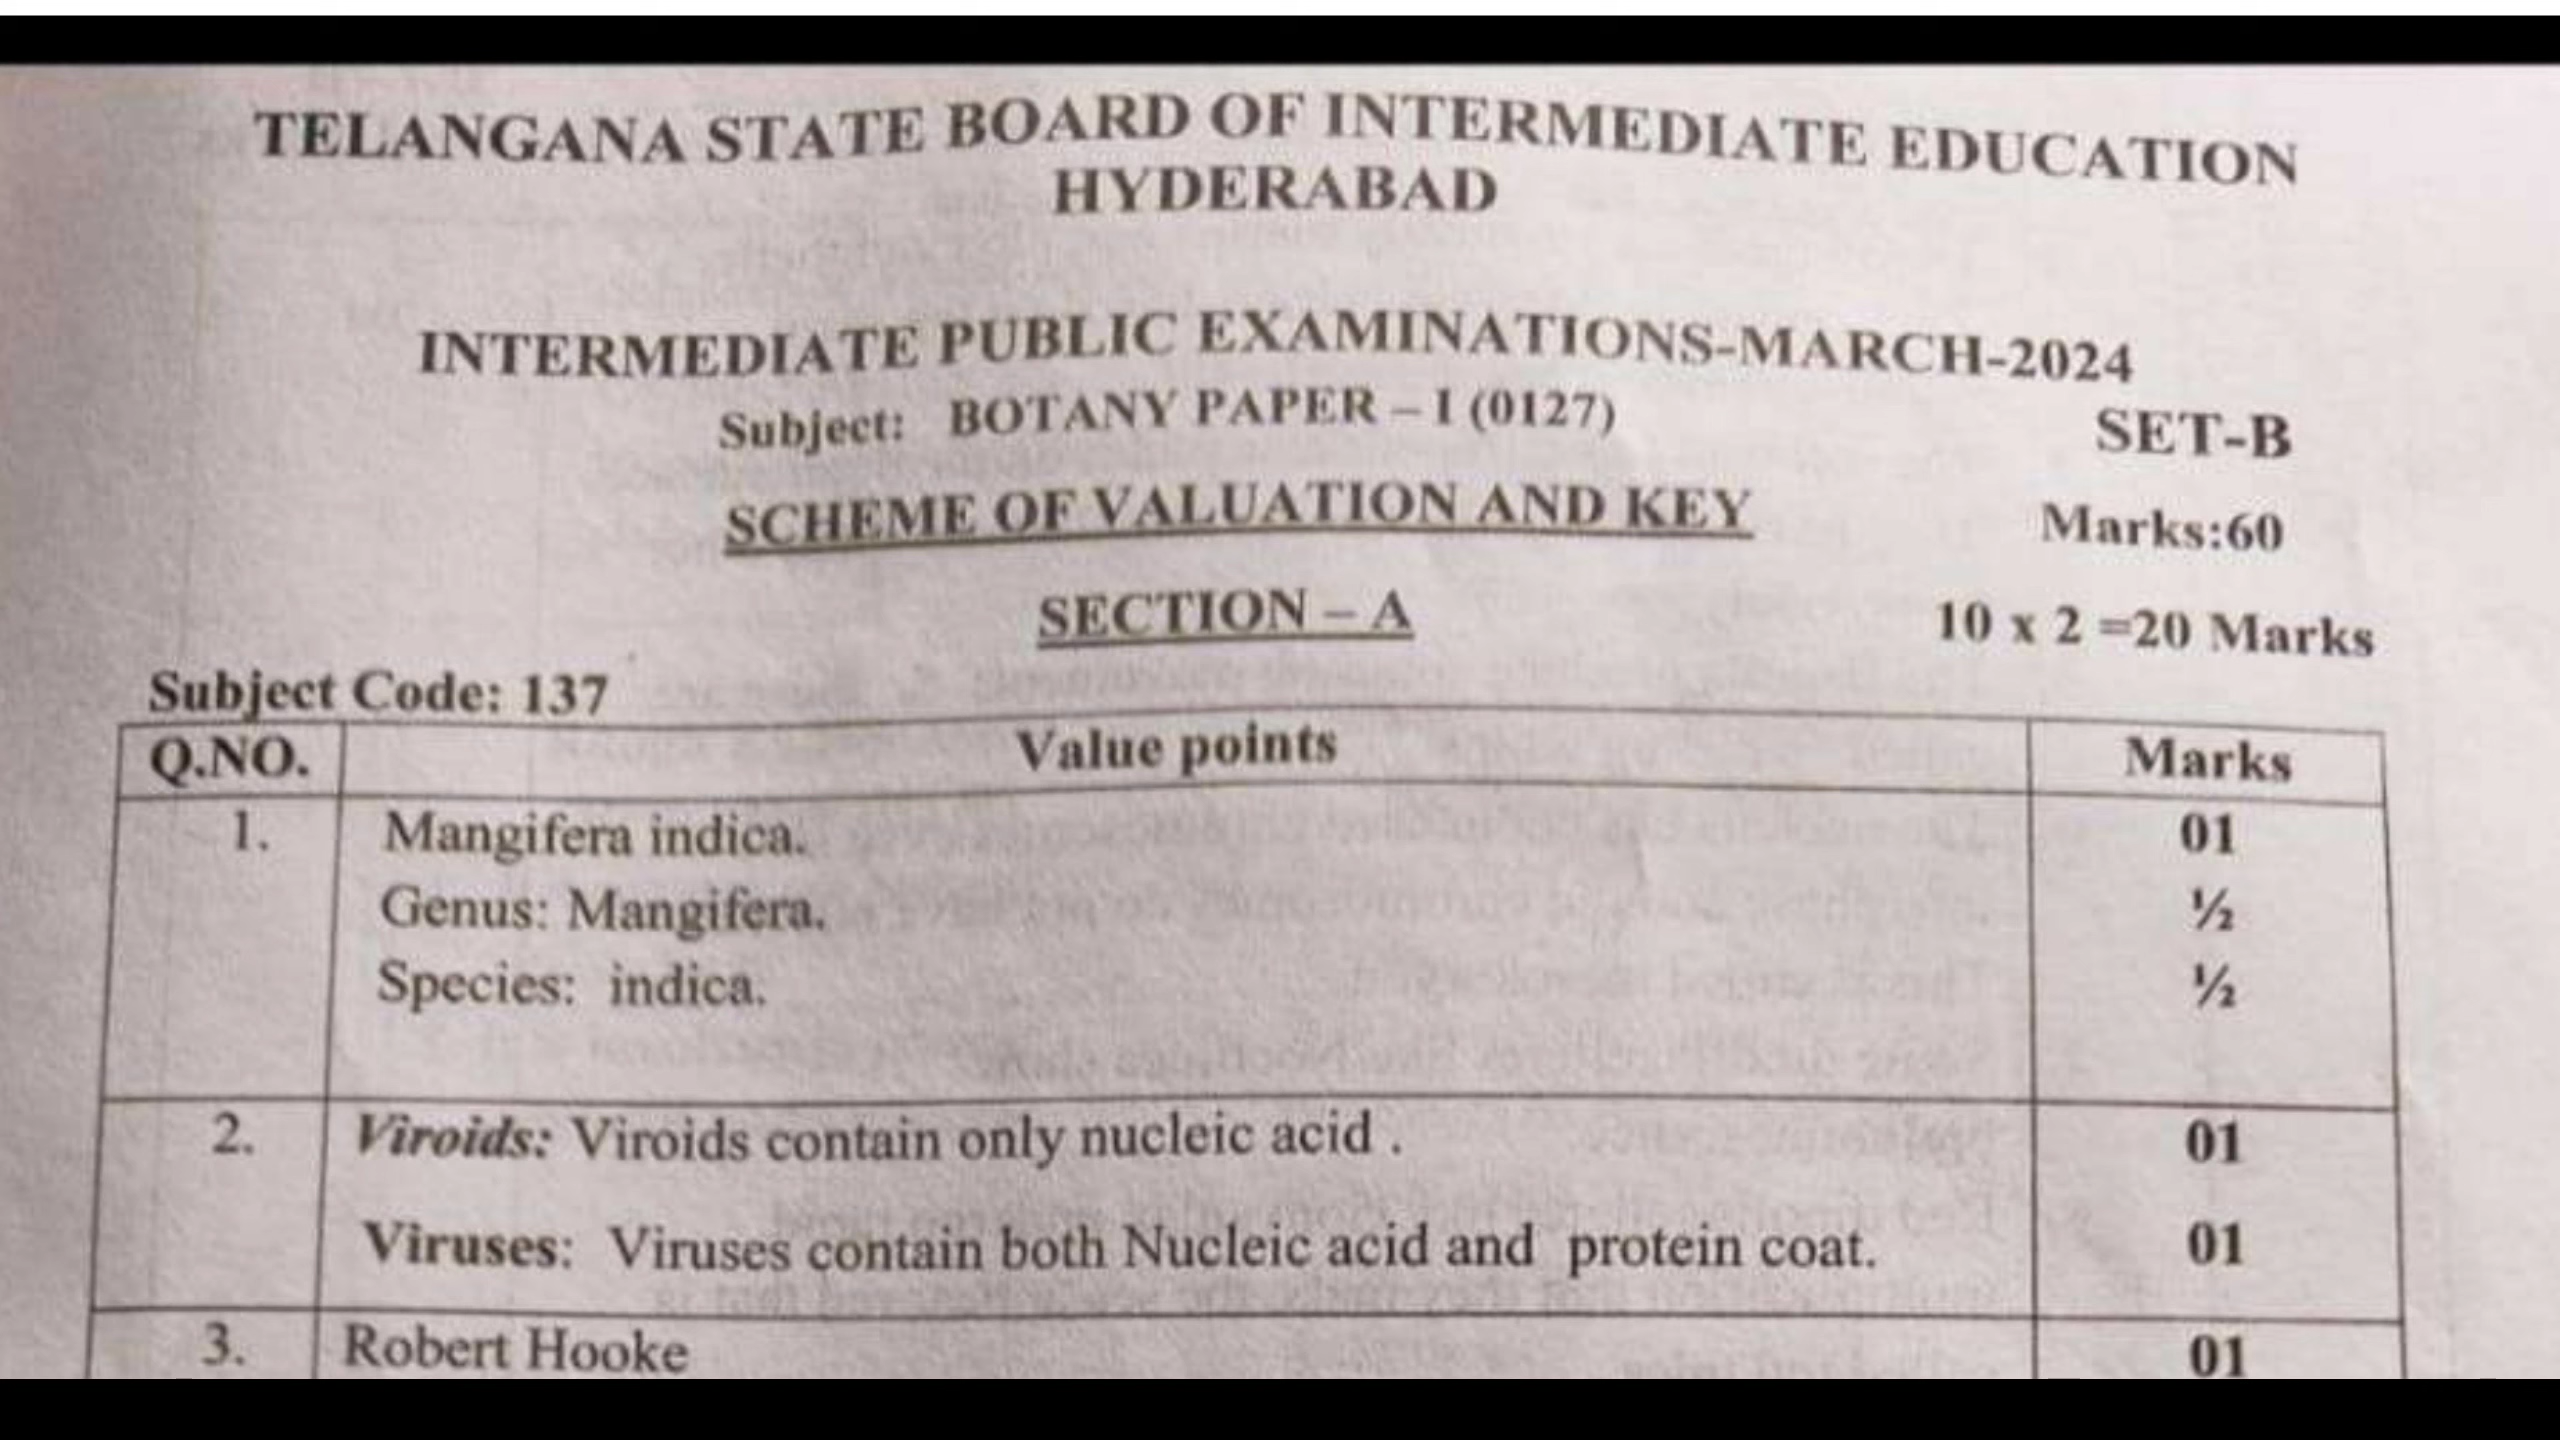 TELANGANA STATE BOARD OF INTERMEDIATE EDUCATION
HYDERABAD
INTERMEDIATE PUBLIC EXAMINATIONS-MARCH-2024
Subject: BOTANY PAPER – I (0127) SET-B
SCHEME OF VALUATION AND KEY Marks:60
SECTION – A 10 x 2 =20 Marks
Subject Code: 137
Q.NO. Value points Marks
1. Mangifera indica. 01
Genus: Mangifera. ½
Species: indica. ½
2. Viroids: Viroids contain only nucleic acid . 01
Viruses: Viruses contain both Nucleic acid and protein coat. 01
3. Robert Hooke 01